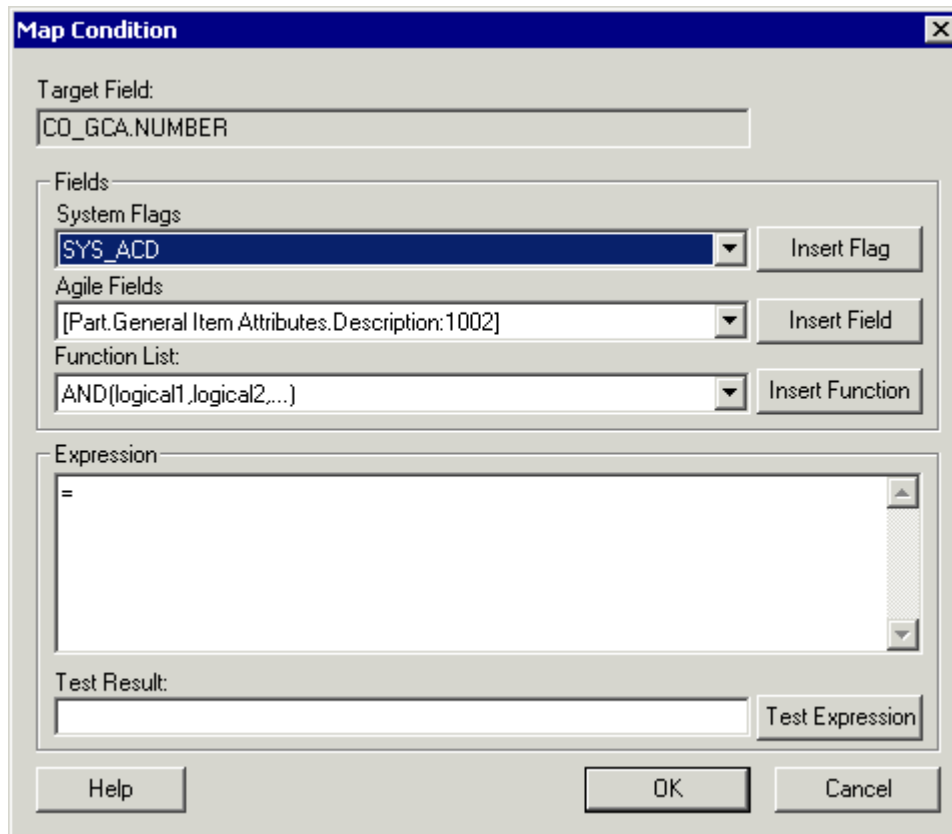 Map Condition
Target Field:
CO_GCA.NUMBER
Fields
System Flags
SYS_ACD
Insert Flag
Agile Fields
[Part.General Item Attributes.Description:1002]
Insert Field
Function List:
AND(logical1,logical2,...)
Insert Function
Expression
=
Test Result:
Test Expression
Help
OK
Cancel